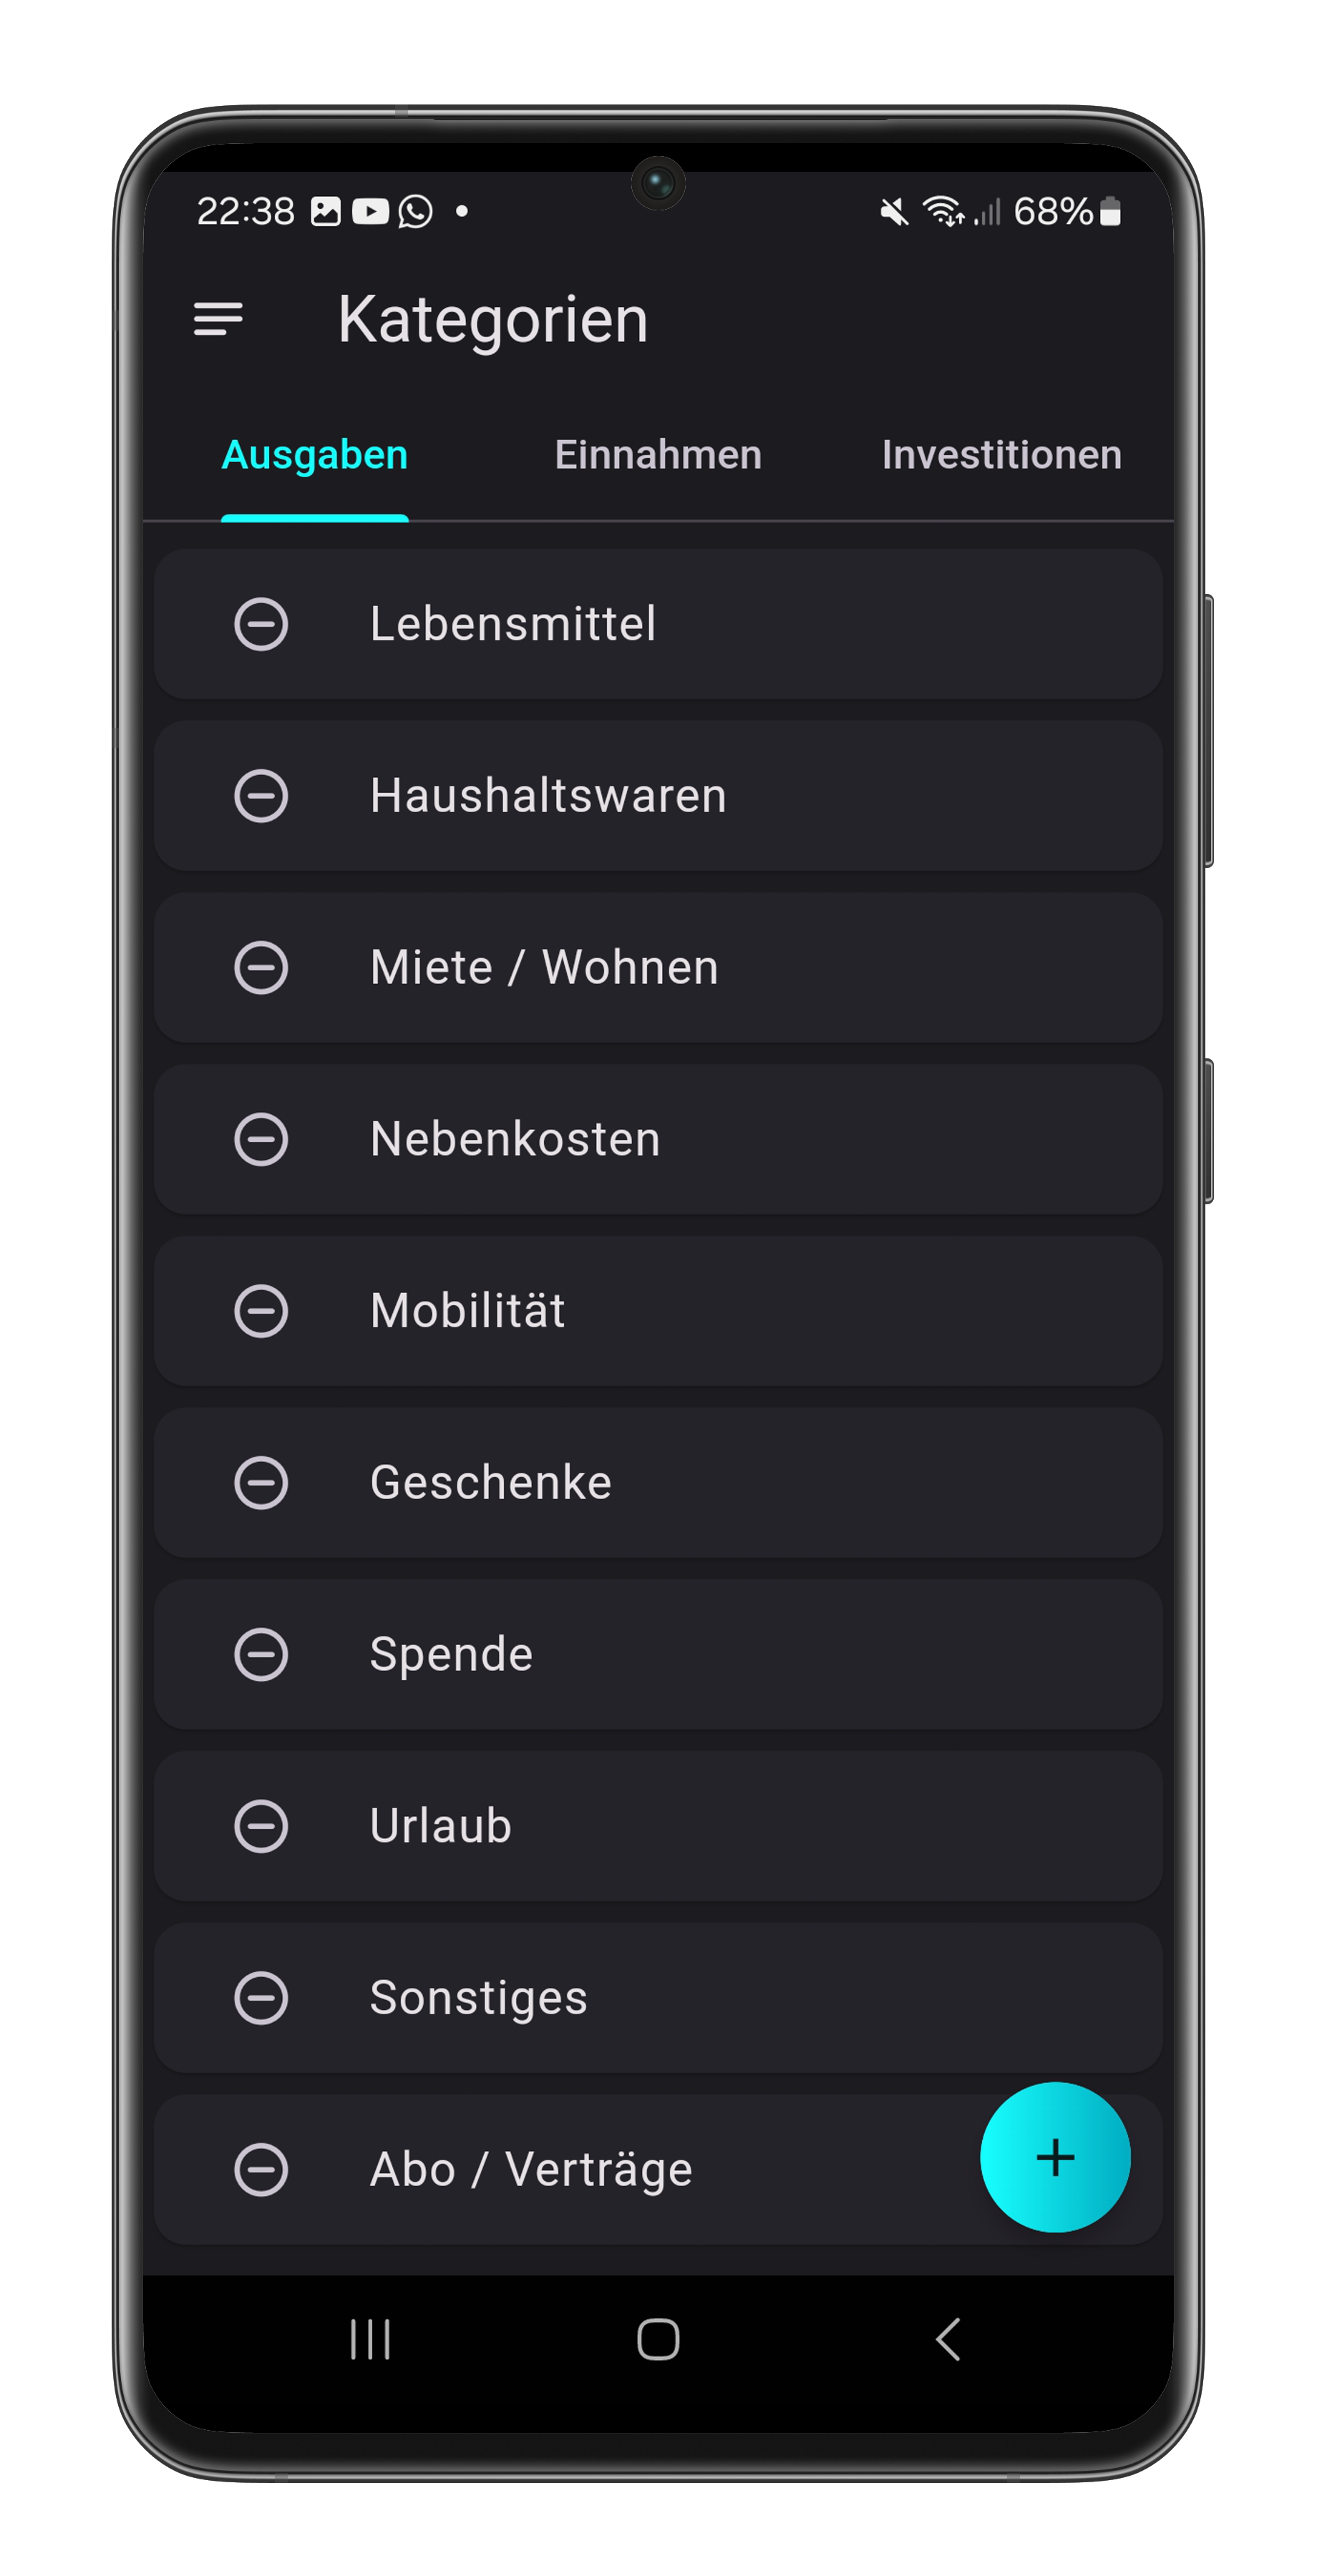 22:38 68%
Kategorien
Ausgaben Einnahmen Investitionen
Lebensmittel
Haushaltswaren
Miete / Wohnen
Nebenkosten
Mobilität
Geschenke
Spende
Urlaub
Sonstiges
Abo / Verträge
+